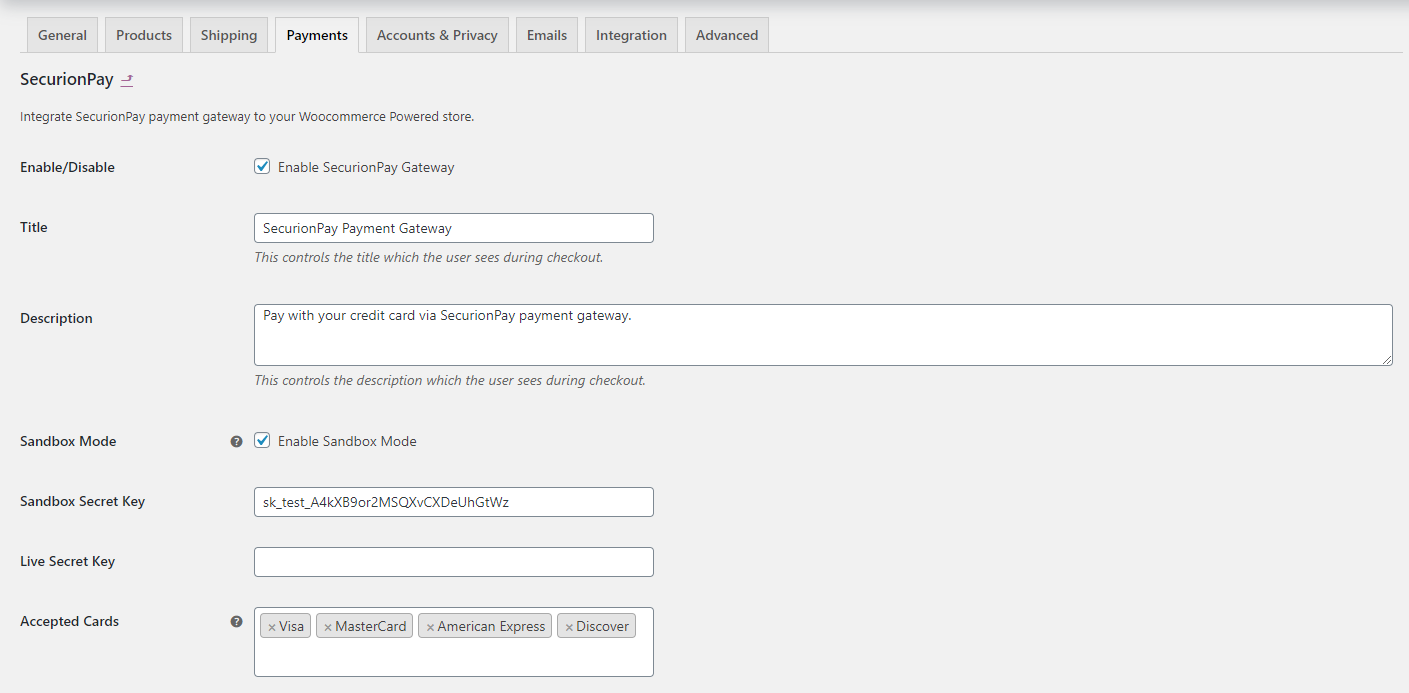 General Products Shipping Payments Accounts & Privacy Emails Integration Advanced
SecurionPay
Integrate SecurionPay payment gateway to your Woocommerce Powered store.
Enable/Disable Enable SecurionPay Gateway
Title SecurionPay Payment Gateway
This controls the title which the user sees during checkout.
Description Pay with your credit card via SecurionPay payment gateway.
This controls the description which the user sees during checkout.
Sandbox Mode ? Enable Sandbox Mode
Sandbox Secret Key sk_test_A4kXB9or2MSQXvCXDeUhGtWz
Live Secret Key
Accepted Cards ? × Visa × MasterCard × American Express × Discover